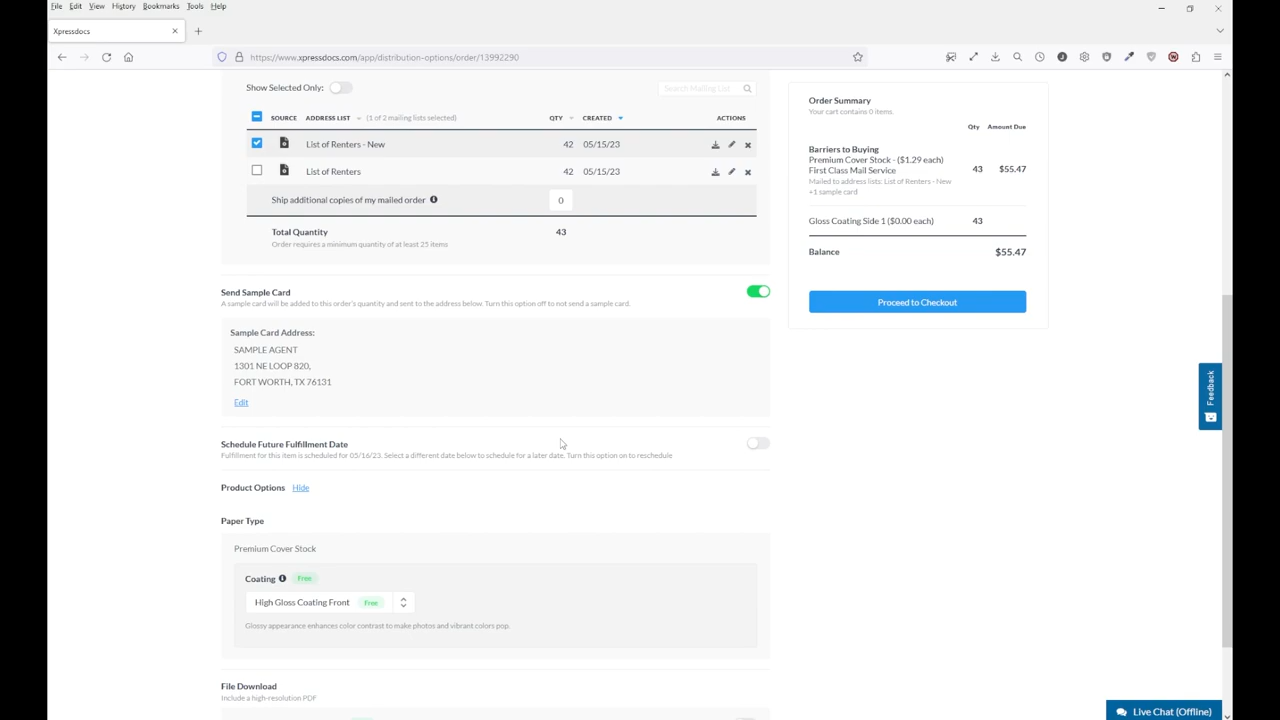 File Edit View History Bookmarks Tools Help
Xpressdocs
https://www.xpressdocs.com/app/distribution-options/order/13992290
Show Selected Only:
Search Mailing List
SOURCE ADDRESS LIST (1 of 2 mailing lists selected) QTY CREATED ACTIONS
List of Renters - New 42 05/15/23
List of Renters 42 05/15/23
Ship additional copies of my mailed order 0
Total Quantity 43
Order requires a minimum quantity of at least 25 items
Send Sample Card
A sample card will be added to this order's quantity and sent to the address below. Turn this option off to not send a sample card.
Sample Card Address:
SAMPLE AGENT
1301 NE LOOP 820,
FORT WORTH, TX 76131
Edit
Schedule Future Fulfillment Date
Fulfillment for this item is scheduled for 05/16/23. Select a different date below to schedule for a later date. Turn this option on to reschedule
Product Options Hide
Paper Type
Premium Cover Stock
Coating Free
High Gloss Coating Front Free
Glossy appearance enhances color contrast to make photos and vibrant colors pop.
File Download
Include a high-resolution PDF
Order Summary
Your cart contains 0 items.
Qty Amount Due
Barriers to Buying
Premium Cover Stock - ($1.29 each)
First Class Mail Service 43 $55.47
Mailed to address lists: List of Renters - New
+1 sample card
Gloss Coating Side 1 ($0.00 each) 43
Balance $55.47
Proceed to Checkout
Feedback
Live Chat (Offline)